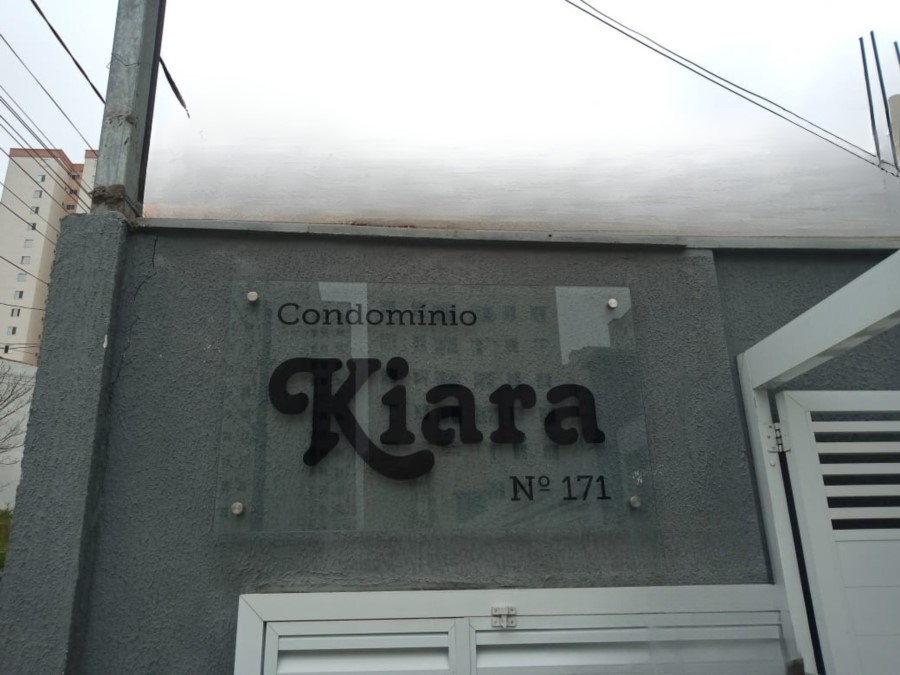 Condomínio
Kiara
Nº 171